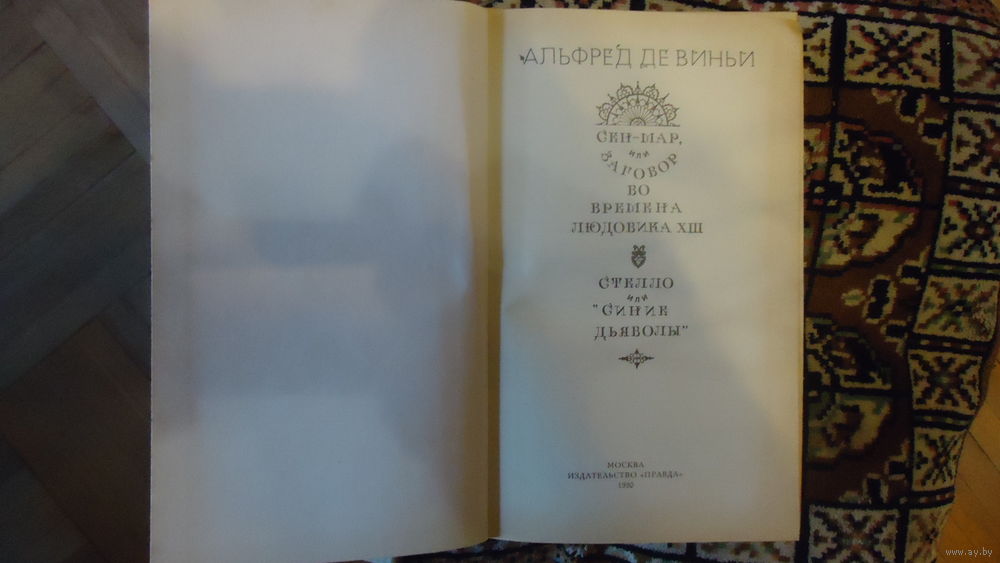 АЛЬФРЕД ДЕ ВИНЬИ
СЕН-МАР,
ИЛИ
ЗАГОВОР
ВО
ВРЕМЕНА
ЛЮДОВИКА XIII
СТЕЛЛО
ИЛИ
"СИНИЕ
ДЬЯВОЛЫ"
МОСКВА
ИЗДАТЕЛЬСТВО «ПРАВДА»
1990
www.ay.by